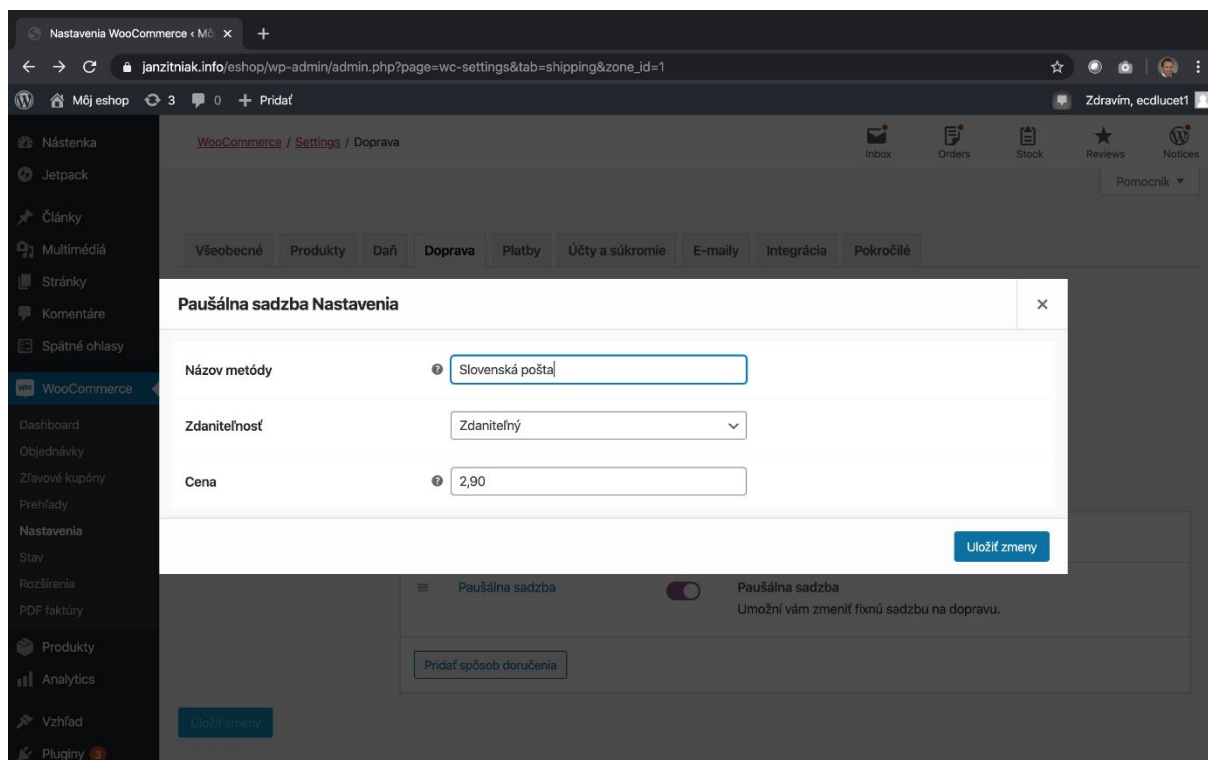 Nastavenia WooCommerce ‹ Môj
janzitniak.info/eshop/wp-admin/admin.php?page=wc-settings&tab=shipping&zone_id=1
Môj eshop 3 0 + Pridať Zdravím, ecdlucet1
Nástenka
Jetpack
Články
Multimédiá
Stránky
Komentáre
Spätné ohlasy
WooCommerce
Dashboard
Objednávky
Zľavové kupóny
Prehľady
Nastavenia
Stav
Rozšírenia
PDF faktúry
Produkty
Analytics
Vzhľad
Pluginy 3
WooCommerce / Settings / Doprava
Inbox Orders Stock Reviews Notices
Pomocník
Všeobecné Produkty Daň Doprava Platby Účty a súkromie E-maily Integrácia Pokročilé
Paušálna sadzba Nastavenia
Názov metódy Slovenská pošta
Zdaniteľnosť Zdaniteľný
Cena 2,90
Uložiť zmeny
Paušálna sadzba Paušálna sadzba
Umožní vám zmeniť fixnú sadzbu na dopravu.
Pridať spôsob doručenia
Uložiť zmeny